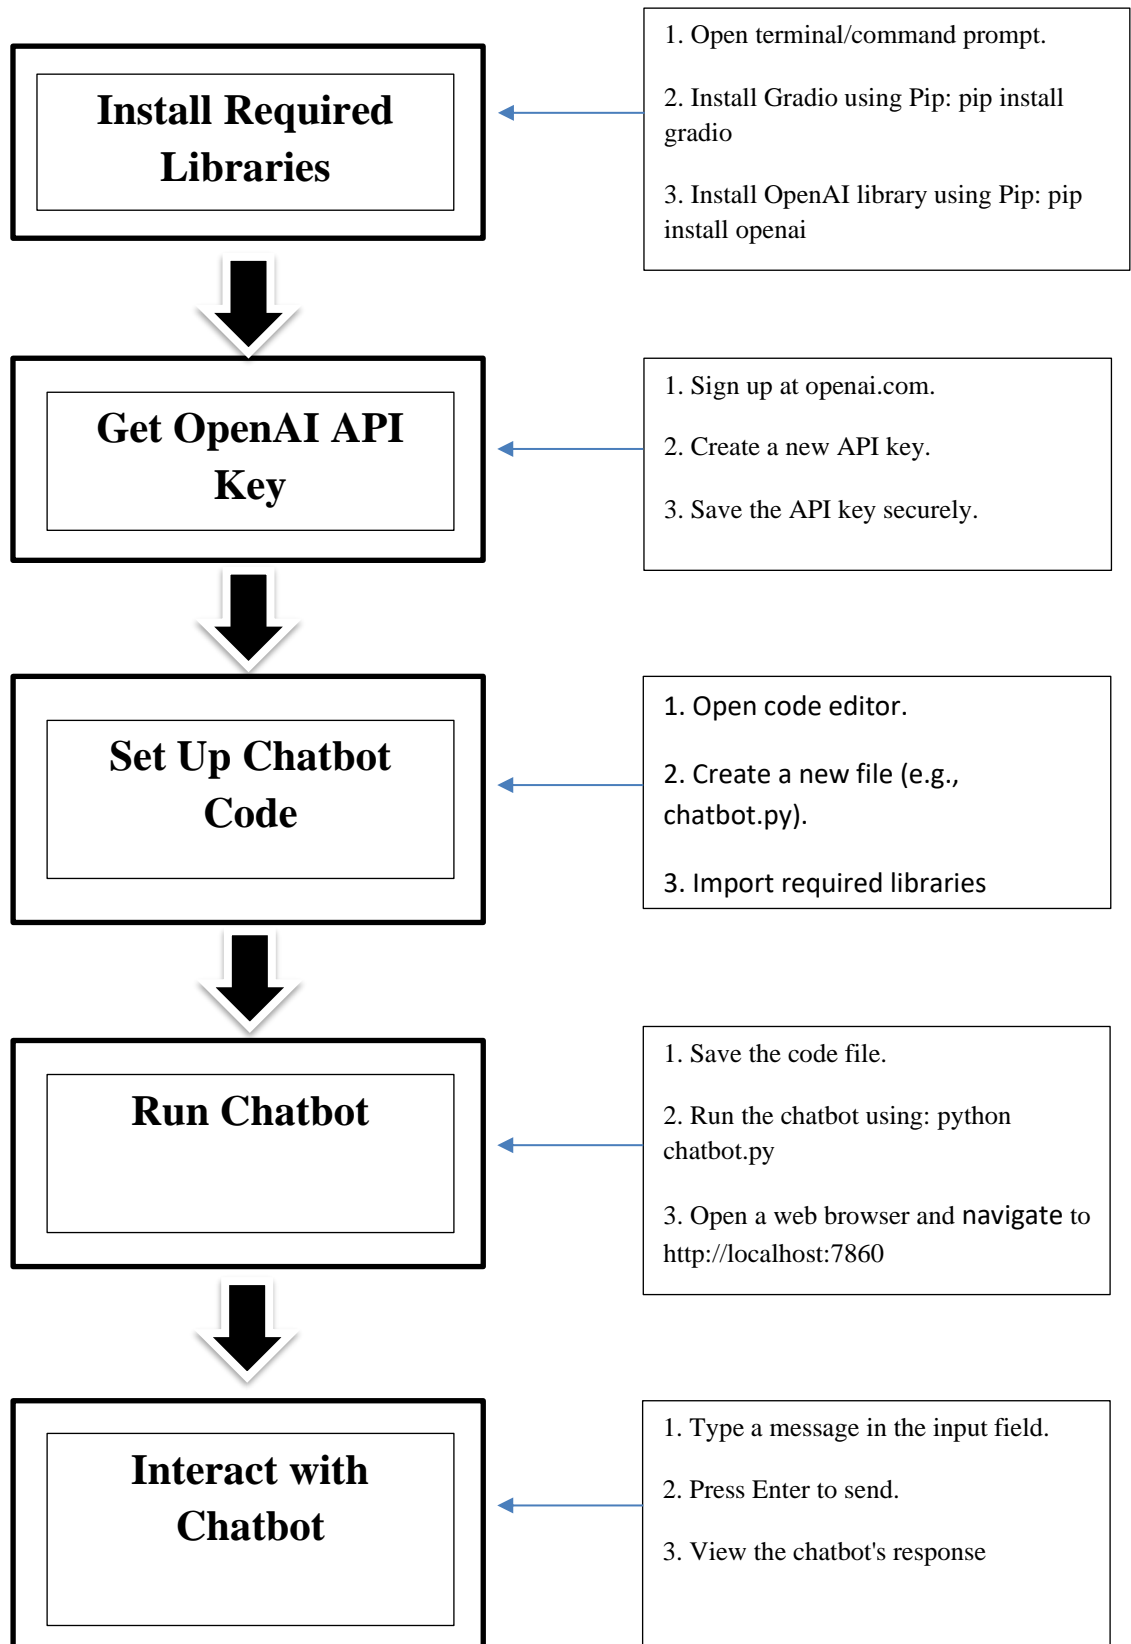 Install Required
Libraries
1. Open terminal/command prompt.
2. Install Gradio using Pip: pip install
gradio
3. Install OpenAI library using Pip: pip
install openai
Get OpenAI API
Key
1. Sign up at openai.com.
2. Create a new API key.
3. Save the API key securely.
Set Up Chatbot
Code
1. Open code editor.
2. Create a new file (e.g.,
chatbot.py).
3. Import required libraries
Run Chatbot
1. Save the code file.
2. Run the chatbot using: python
chatbot.py
3. Open a web browser and navigate to
http://localhost:7860
Interact with
Chatbot
1. Type a message in the input field.
2. Press Enter to send.
3. View the chatbot's response